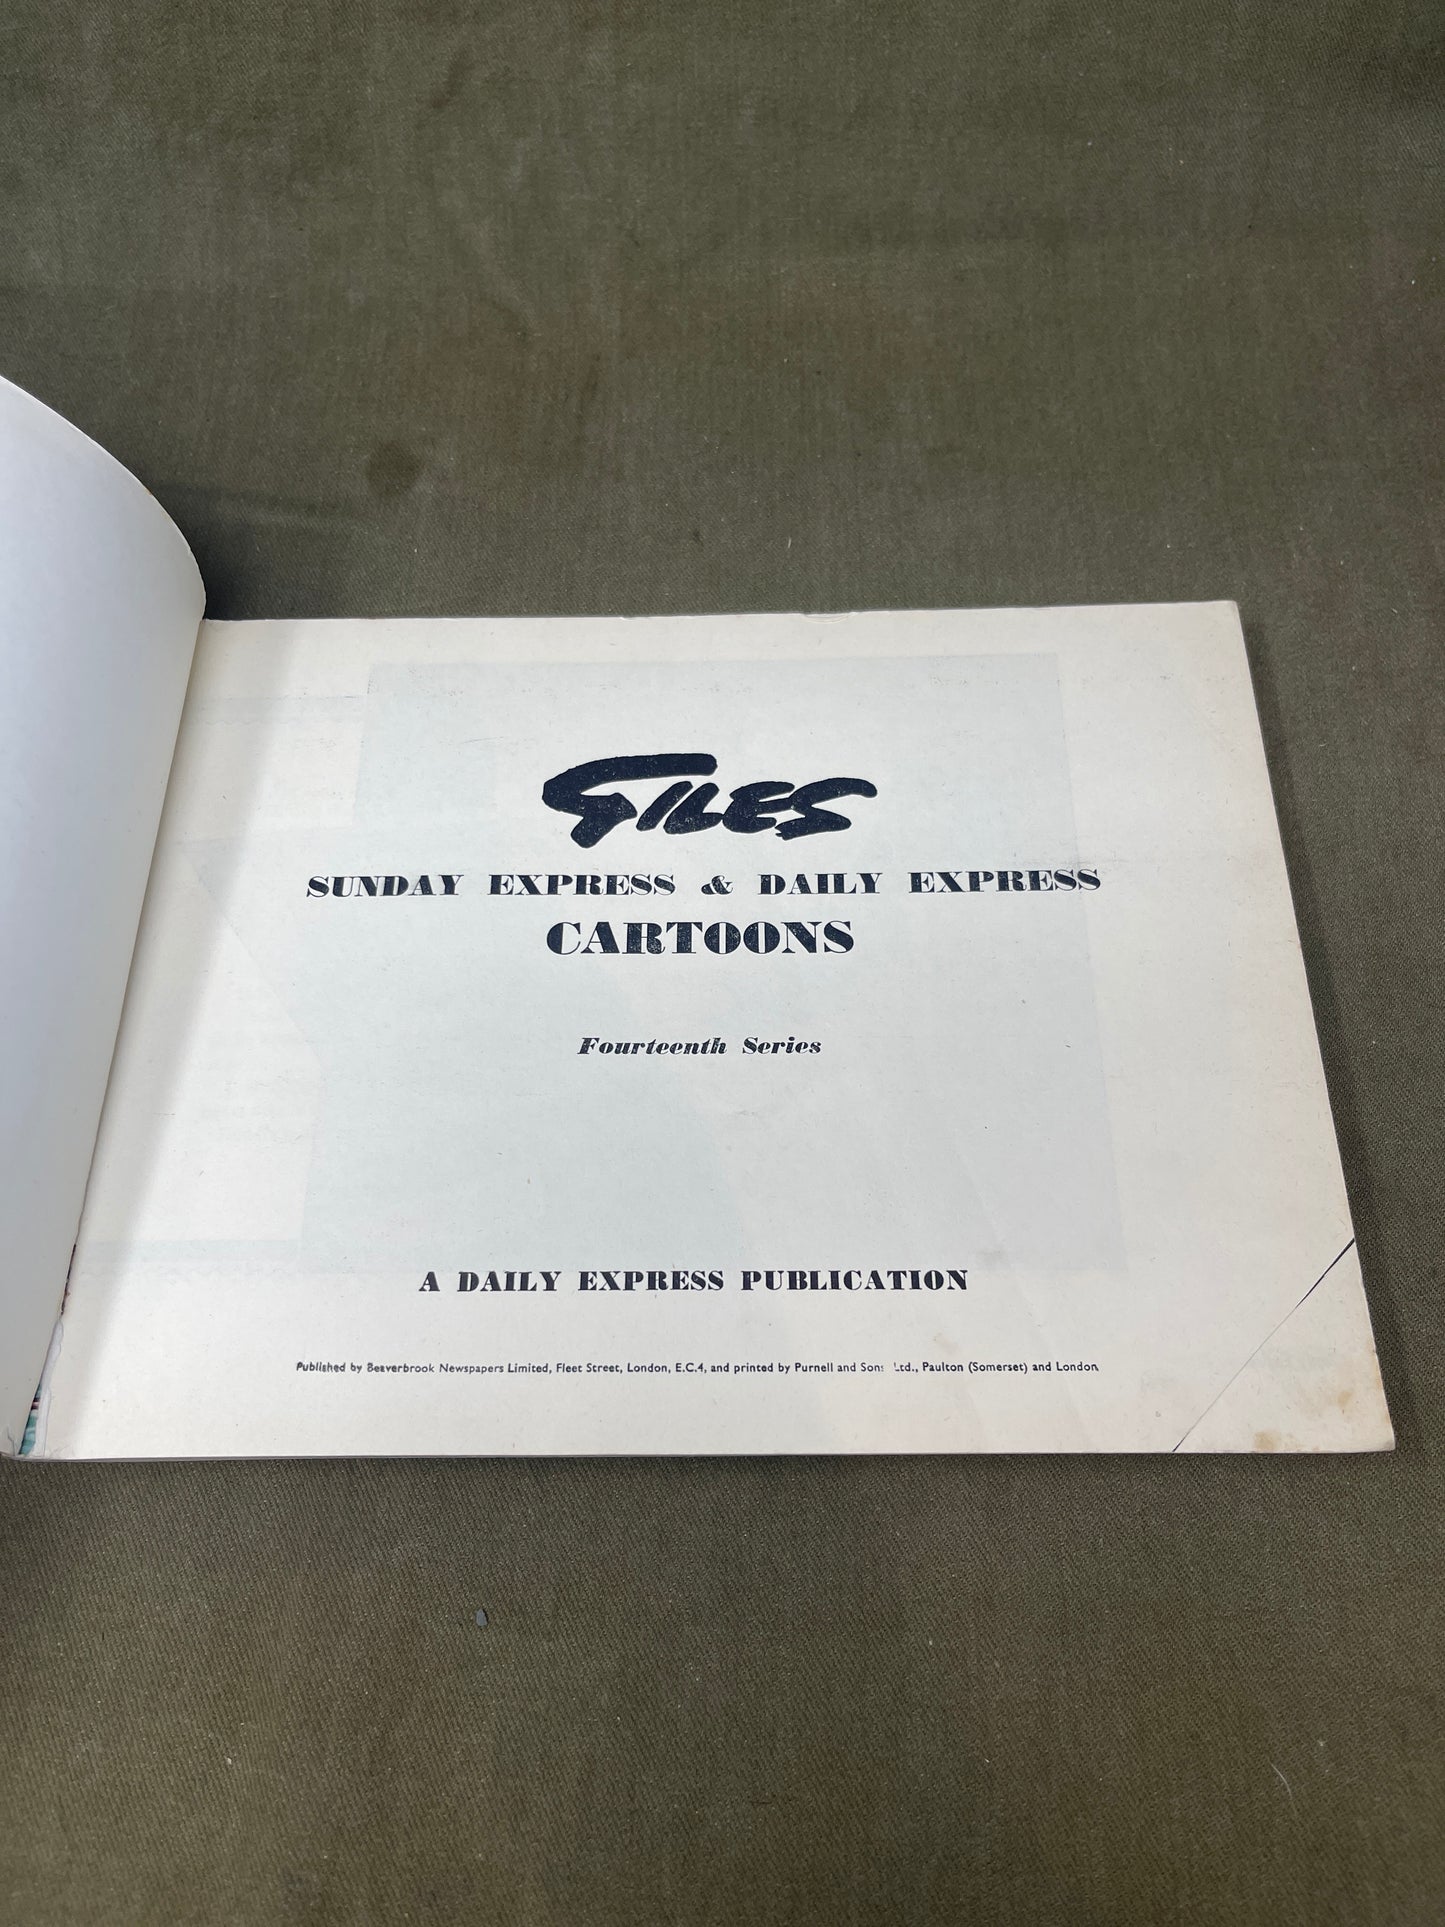 GILES
SUNDAY EXPRESS & DAILY EXPRESS
CARTOONS
Fourteenth Series
A DAILY EXPRESS PUBLICATION
Published by Beaverbrook Newspapers Limited, Fleet Street, London, E.C.4, and printed by Purnell and Sons Ltd., Paulton (Somerset) and London